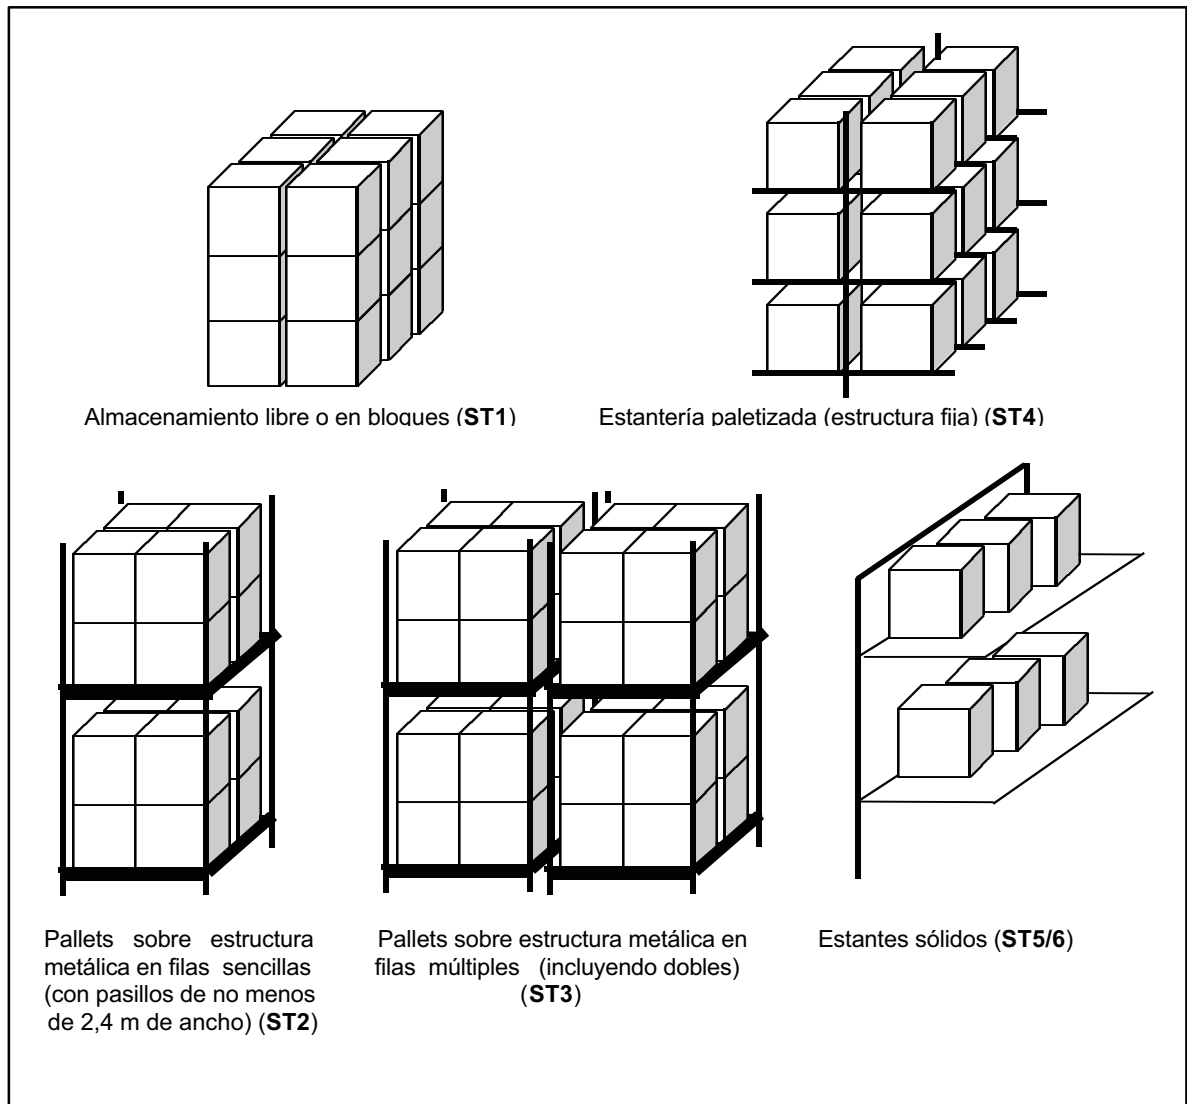 Almacenamiento libre o en bloques (ST1)
Estantería paletizada (estructura fija) (ST4)
Pallets sobre estructura
metálica en filas sencillas
(con pasillos de no menos
de 2,4 m de ancho) (ST2)
Pallets sobre estructura metálica en
filas múltiples (incluyendo dobles)
(ST3)
Estantes sólidos (ST5/6)